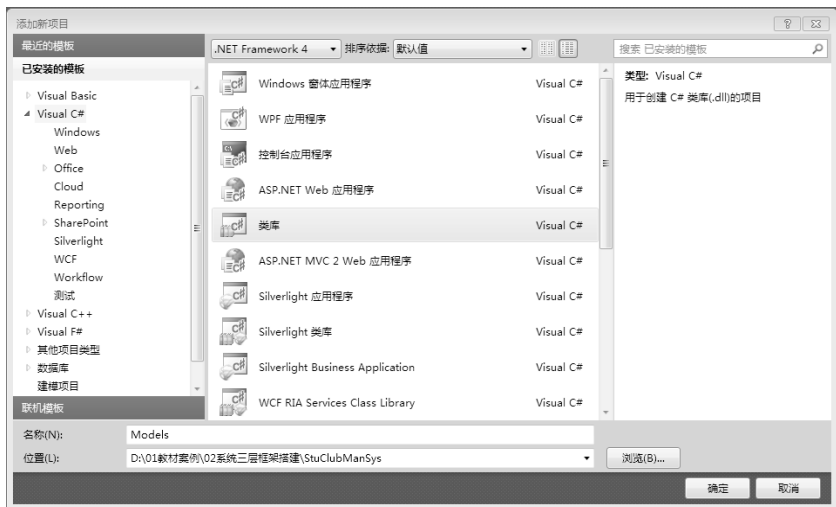 添加新项目
最近的模板
.NET Framework 4 排序依据: 默认值
搜索 已安装的模板
已安装的模板
Visual Basic
Visual C#
Windows
Web
Office
Cloud
Reporting
SharePoint
Silverlight
WCF
Workflow
测试
Visual C++
Visual F#
其他项目类型
数据库
建模项目
联机模板
Windows 窗体应用程序 Visual C#
WPF 应用程序 Visual C#
控制台应用程序 Visual C#
ASP.NET Web 应用程序 Visual C#
类库 Visual C#
ASP.NET MVC 2 Web 应用程序 Visual C#
Silverlight 应用程序 Visual C#
Silverlight 类库 Visual C#
Silverlight Business Application Visual C#
WCF RIA Services Class Library Visual C#
类型: Visual C#
用于创建 C# 类库(.dll)的项目
名称(N): Models
位置(L): D:\01教材案例\02系统三层框架搭建\StuClubManSys 浏览(B)...
确定 取消